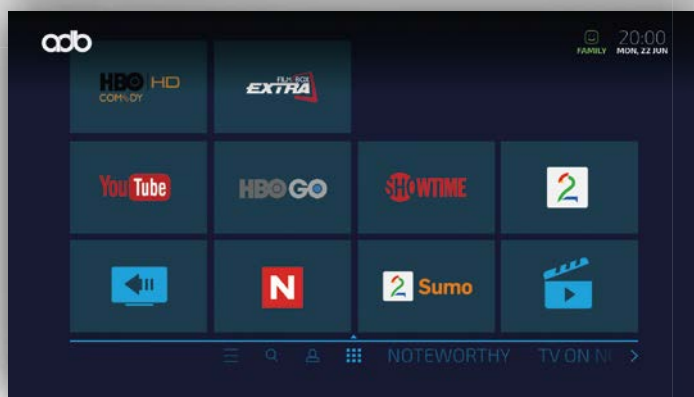 adb
20:00
FAMILY MON, 22 JUN
HBO HD
COMEDY
FILM BOX
EXTRA
YouTube
HBO GO
SHOWTIME
2
N
2 Sumo
NOTEWORTHY TV ON